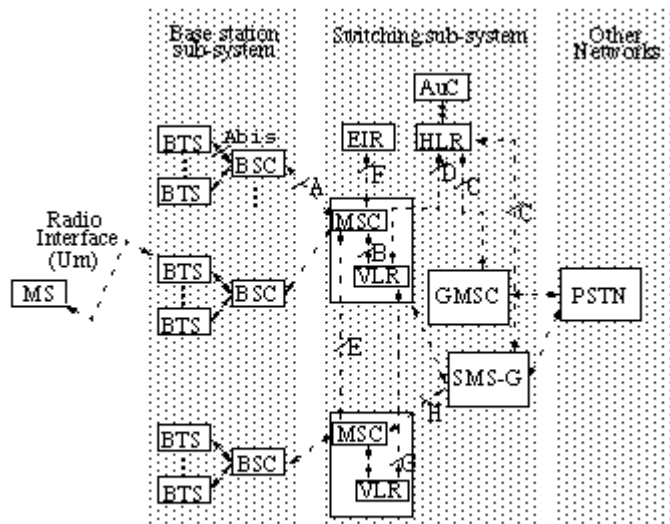 Base station
sub-system
Switching sub-system
Other
Networks
AuC
BTS
Abis
EIR
HLR
BSC
BTS
A
F
D
C
C
Radio
Interface
(Um)
MSC
B
VLR
MS
BTS
BSC
BTS
GMSC
PSTN
E
SMS-G
H
BTS
MSC
BSC
G
BTS
VLR